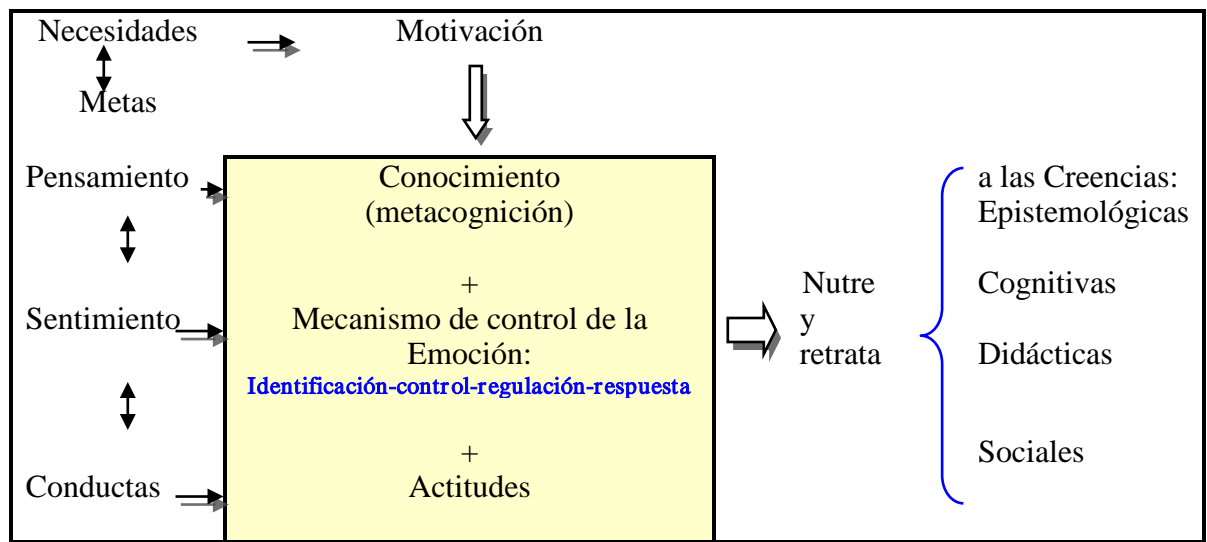 Necesidades
Motivación
Metas
Pensamiento
Conocimiento
(metacognición)
a las Creencias:
Epistemológicas
+
Nutre
y
retrata
Cognitivas
Sentimiento
Mecanismo de control de la
Emoción:
Identificación-control-regulación-respuesta
Didácticas
+
Sociales
Conductas
Actitudes